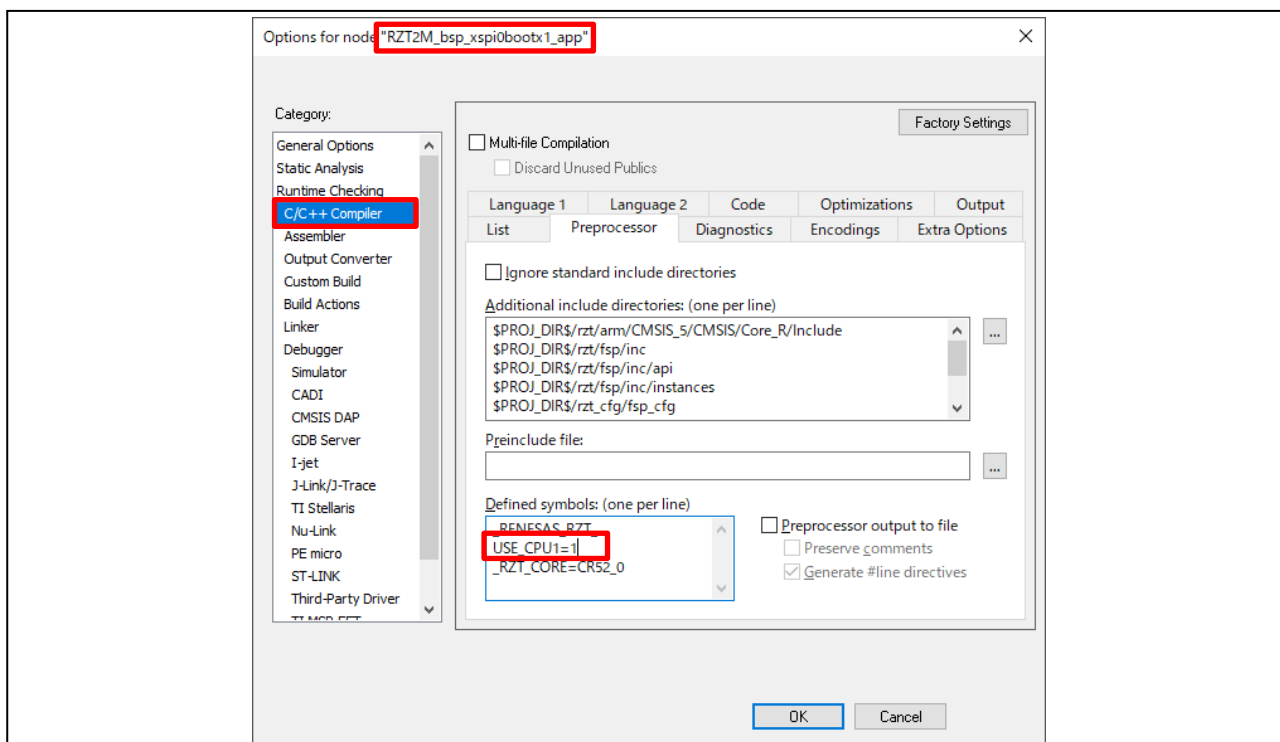 Options for node "RZT2M_bsp_xspi0bootx1_app"
Category:
General Options
Static Analysis
Runtime Checking
C/C++ Compiler
Assembler
Output Converter
Custom Build
Build Actions
Linker
Debugger
Simulator
CADI
CMSIS DAP
GDB Server
I-jet
J-Link/J-Trace
TI Stellaris
Nu-Link
PE micro
ST-LINK
Third-Party Driver
TI MSP FET
Factory Settings
Multi-file Compilation
Discard Unused Publics
Language 1 Language 2 Code Optimizations Output
List Preprocessor Diagnostics Encodings Extra Options
Ignore standard include directories
Additional include directories: (one per line)
$PROJ_DIR$/rzt/arm/CMSIS_5/CMSIS/Core_R/Include
$PROJ_DIR$/rzt/fsp/inc
$PROJ_DIR$/rzt/fsp/inc/api
$PROJ_DIR$/rzt/fsp/inc/instances
$PROJ_DIR$/rzt_cfg/fsp_cfg
...
Preinclude file:
...
Defined symbols: (one per line)
_RENESAS_RZT_
USE_CPU1=1
_RZT_CORE=CR52_0
Preprocessor output to file
Preserve comments
Generate #line directives
OK Cancel